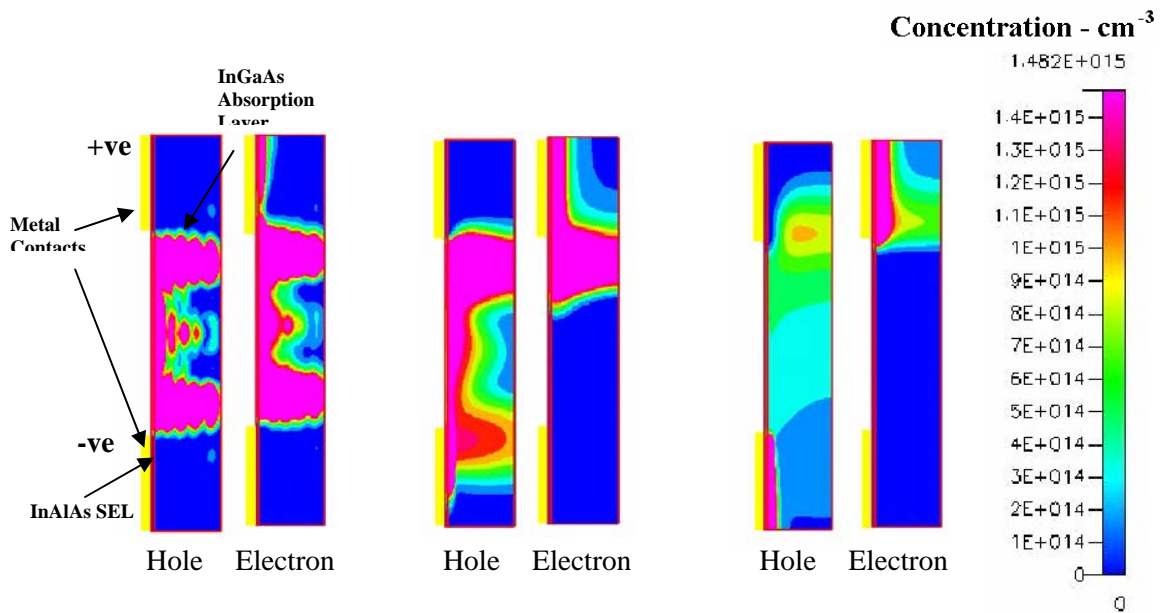 Concentration - cm-3
1.482E+015
InGaAs
Absorption
Layer
+ve
Metal
Contacts
-ve
InAlAs SEL
Hole Electron
Hole Electron
Hole Electron
1.4E+015
1.3E+015
1.2E+015
1.1E+015
1E+015
9E+014
8E+014
7E+014
6E+014
5E+014
4E+014
3E+014
2E+014
1E+014
0
0